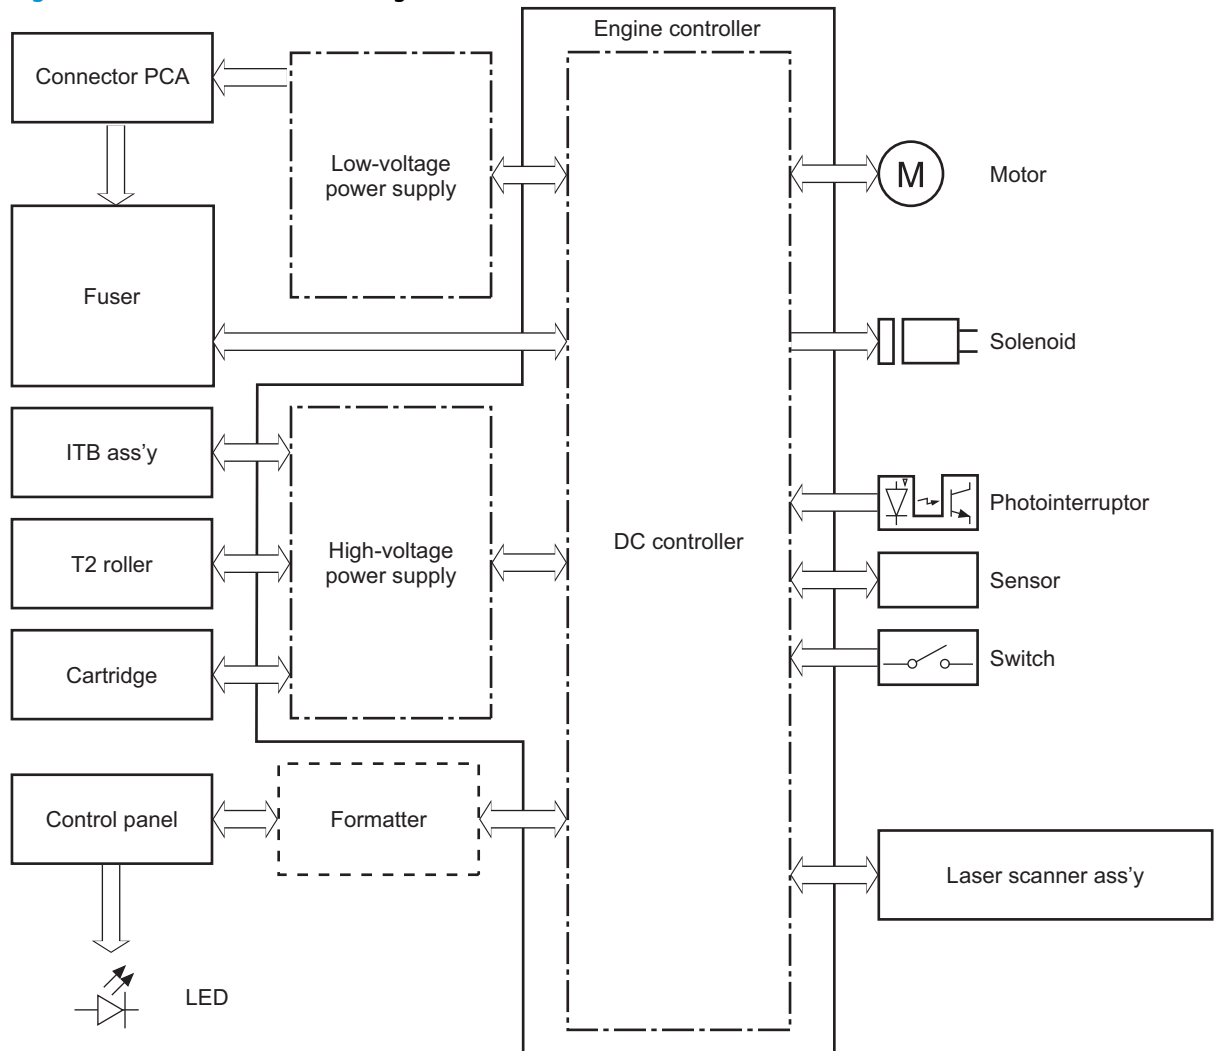 Engine controller
Connector PCA
Low-voltage
power supply
M
Motor
Fuser
Solenoid
ITB ass'y
Photointerruptor
DC controller
High-voltage
power supply
T2 roller
Sensor
Switch
Cartridge
Control panel
Formatter
Laser scanner ass'y
LED